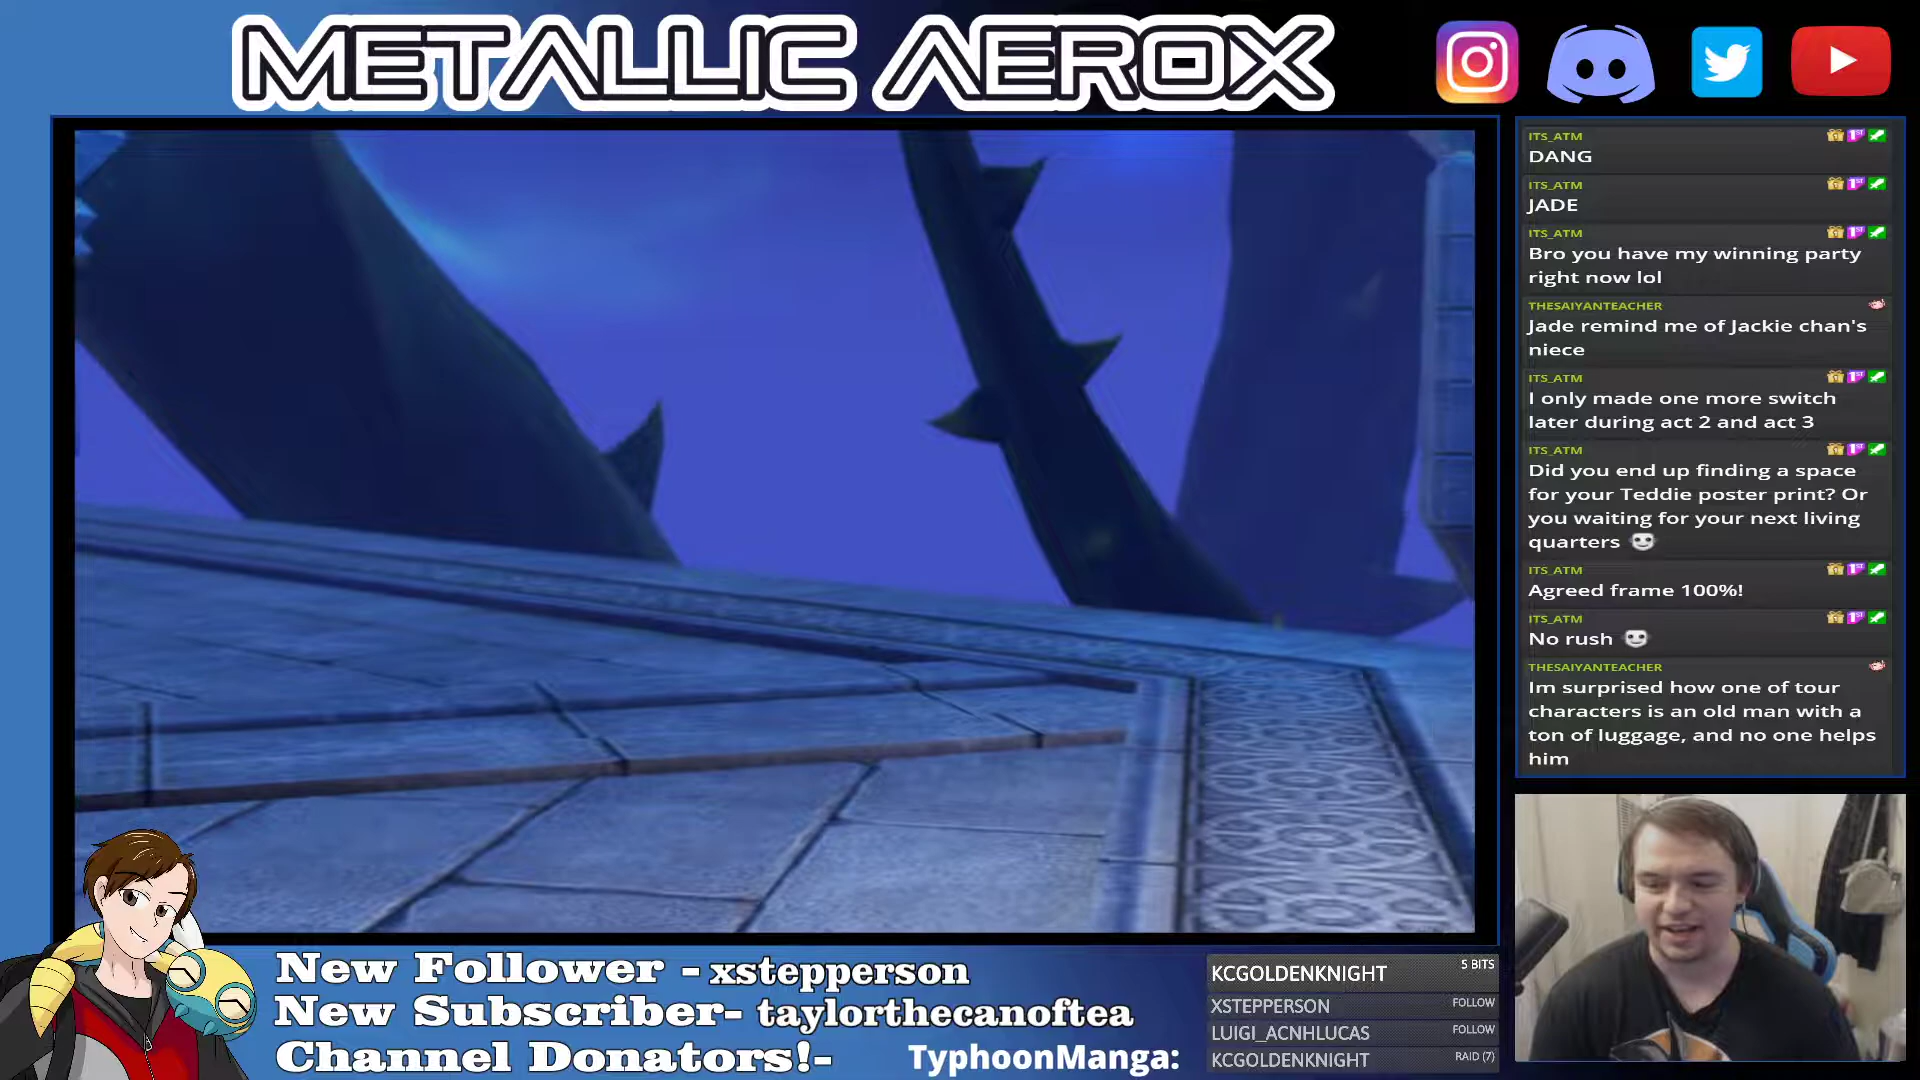 METALLIC AEROX
ITS_ATM
DANG
ITS_ATM
JADE
ITS_ATM
Bro you have my winning party
right now lol
THESAIYANTEACHER
Jade remind me of Jackie chan's
niece
ITS_ATM
I only made one more switch
later during act 2 and act 3
ITS_ATM
Did you end up finding a space
for your Teddie poster print? Or
you waiting for your next living
quarters
ITS_ATM
Agreed frame 100%!
ITS_ATM
No rush
THESAIYANTEACHER
Im surprised how one of tour
characters is an old man with a
ton of luggage, and no one helps
him
New Follower - xstepperson
New Subscriber- taylorthecanoftea
Channel Donators!- TyphoonManga:
KCGOLDENKNIGHT 5 BITS
XSTEPPERSON FOLLOW
LUIGI_ACNHLUCAS FOLLOW
KCGOLDENKNIGHT RAID (7)